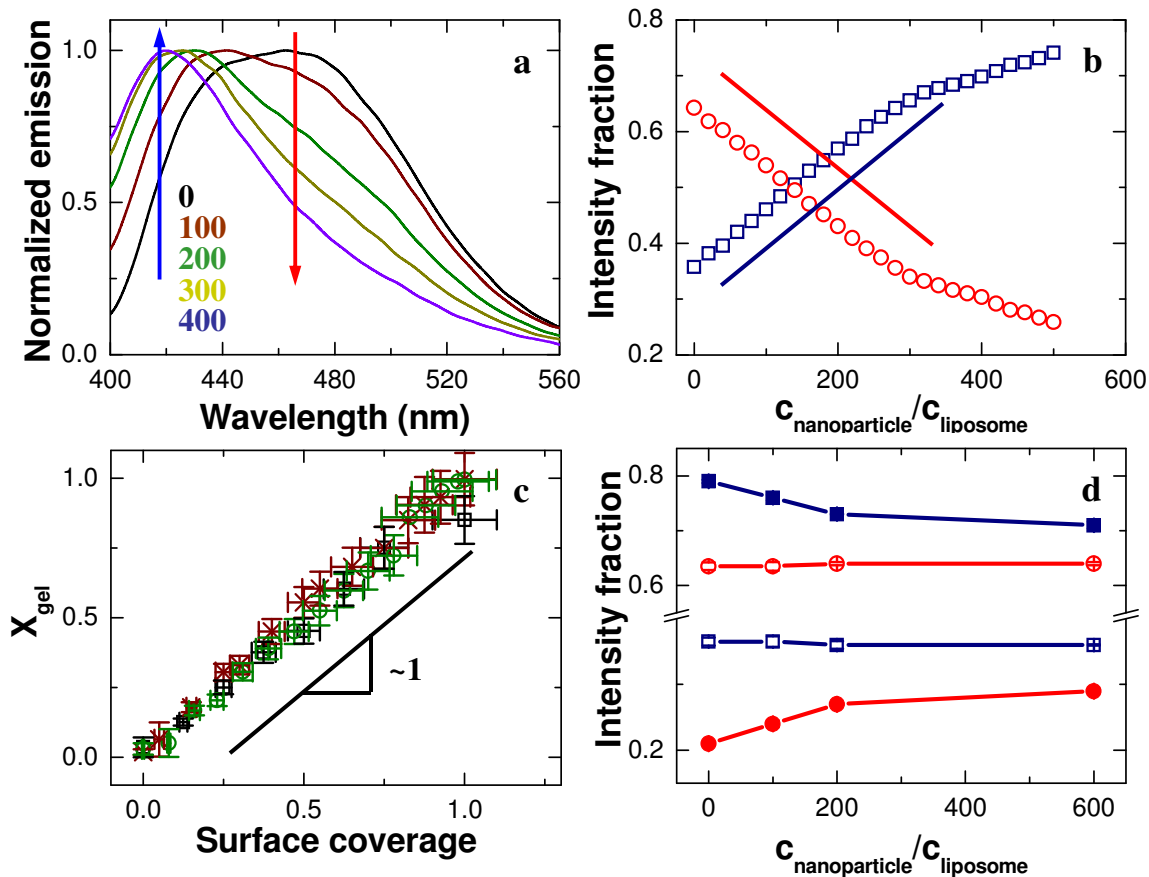 a
Normalized emission
1.0
0.5
0.0
0
100
200
300
400
400 440 480 520 560
Wavelength (nm)
b
Intensity fraction
0.8
0.6
0.4
0.2
0 200 400 600
c_nanoparticle/c_liposome
c
X_gel
1.0
0.5
0.0
~1
0.0 0.5 1.0
Surface coverage
d
Intensity fraction
0.8
0.6
0.2
0 200 400 600
c_nanoparticle/c_liposome